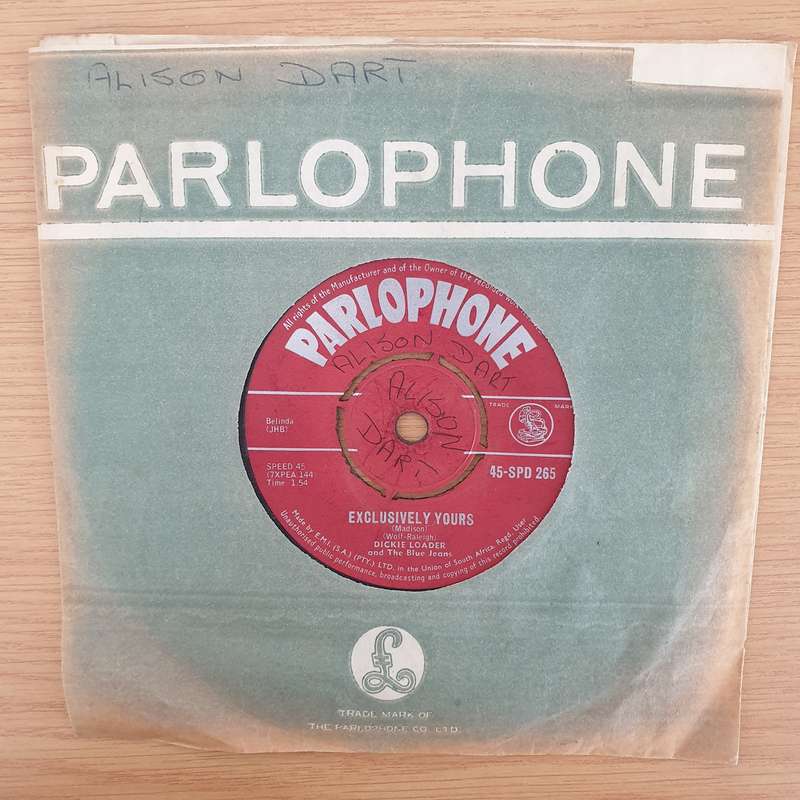 ALISON DART
PARLOPHONE
All rights of the Manufacturer and of the Owner of the recorded work
PARLOPHONE
ALISON DART
ALISON
DART
TRADE MARK
Belinda
(JHB)
SPEED 45
(7XPEA 144
Time 1.54
45-SPD 265
EXCLUSIVELY YOURS
(Madison)
(Wolf-Raleigh)
DICKIE LOADER
and The Blue Jeans
Made by E.M.I. (S.A.) (PTY.) LTD. in the Union of South Africa. Regd. User
Unauthorised public performance, broadcasting and copying of this record prohibited
£
TRADE MARK OF
THE PARLOPHONE CO. LTD.